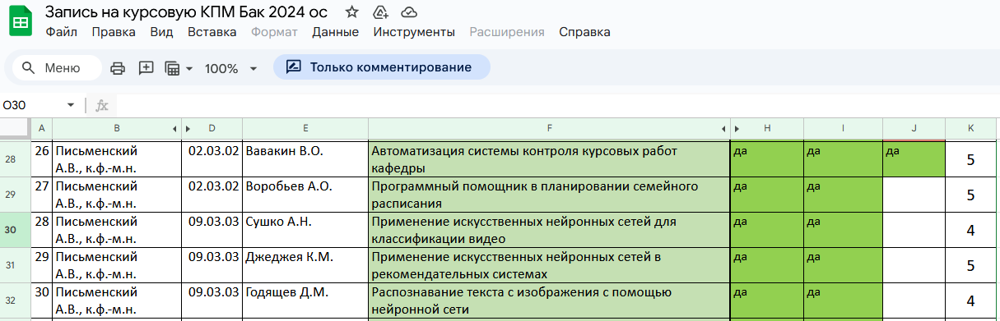 Запись на курсовую КПМ Бак 2024 ос
Файл Правка Вид Вставка Формат Данные Инструменты Расширения Справка
Меню 100% Только комментирование
O30 fx
A B D E F H I J K
28 26 Письменский 02.03.02 Вавакин В.О. Автоматизация системы контроля курсовых работ да да да 5
А.В., к.ф.-м.н. кафедры
29 27 Письменский 02.03.02 Воробьев А.О. Программный помощник в планировании семейного да да 5
А.В., к.ф.-м.н. расписания
30 28 Письменский 09.03.03 Сушко А.Н. Применение искусственных нейронных сетей для да да 4
А.В., к.ф.-м.н. классификации видео
31 29 Письменский 09.03.03 Джеджея К.М. Применение искусственных нейронных сетей в да да 5
А.В., к.ф.-м.н. рекомендательных системах
32 30 Письменский 09.03.03 Годящев Д.М. Распознавание текста с изображения с помощью да да 4
А.В., к.ф.-м.н. нейронной сети